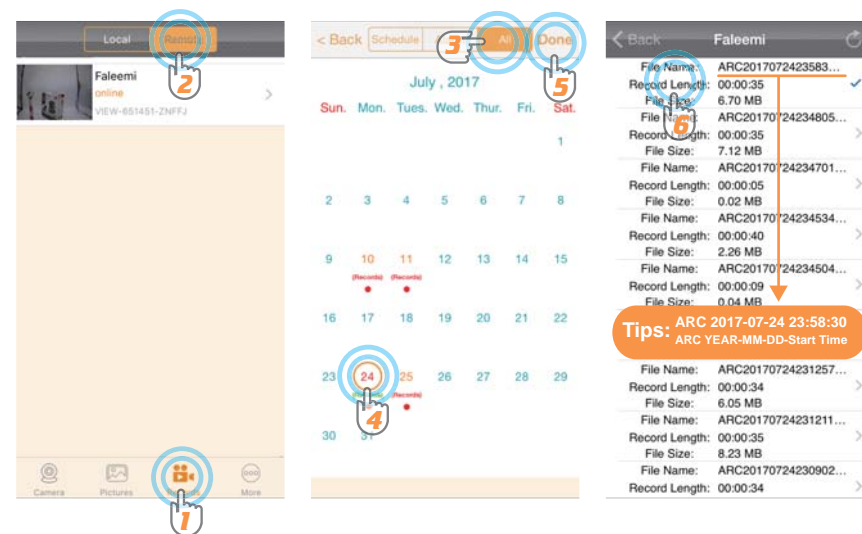 Local
2
Faleemi
online
VIEW-651451-ZNFFJ
Camera
Pictures
More
1
< Back
Schedule
3
All
Done
5
July , 2017
Sun. Mon. Tues. Wed. Thur. Fri. Sat.
1
2 3 4 5 6 7 8
9 10 11 12 13 14 15
(Records) (Records)
16 17 18 19 20 21 22
23 24 25 26 27 28 29
(Records)
4
30 31
Back
Faleemi
File Name: ARC2017072423583...
Record Length: 00:00:35
File Size: 6.70 MB
6
File Name: ARC20170724234805...
Record Length: 00:00:35
File Size: 7.12 MB
File Name: ARC20170724234701...
Record Length: 00:00:05
File Size: 0.02 MB
File Name: ARC20170724234534...
Record Length: 00:00:40
File Size: 2.26 MB
File Name: ARC20170724234504...
Record Length: 00:00:09
File Size: 0.04 MB
Tips: ARC 2017-07-24 23:58:30
ARC YEAR-MM-DD-Start Time
File Name: ARC20170724231257...
Record Length: 00:00:34
File Size: 6.05 MB
File Name: ARC20170724231211...
Record Length: 00:00:35
File Size: 8.23 MB
File Name: ARC20170724230902...
Record Length: 00:00:34